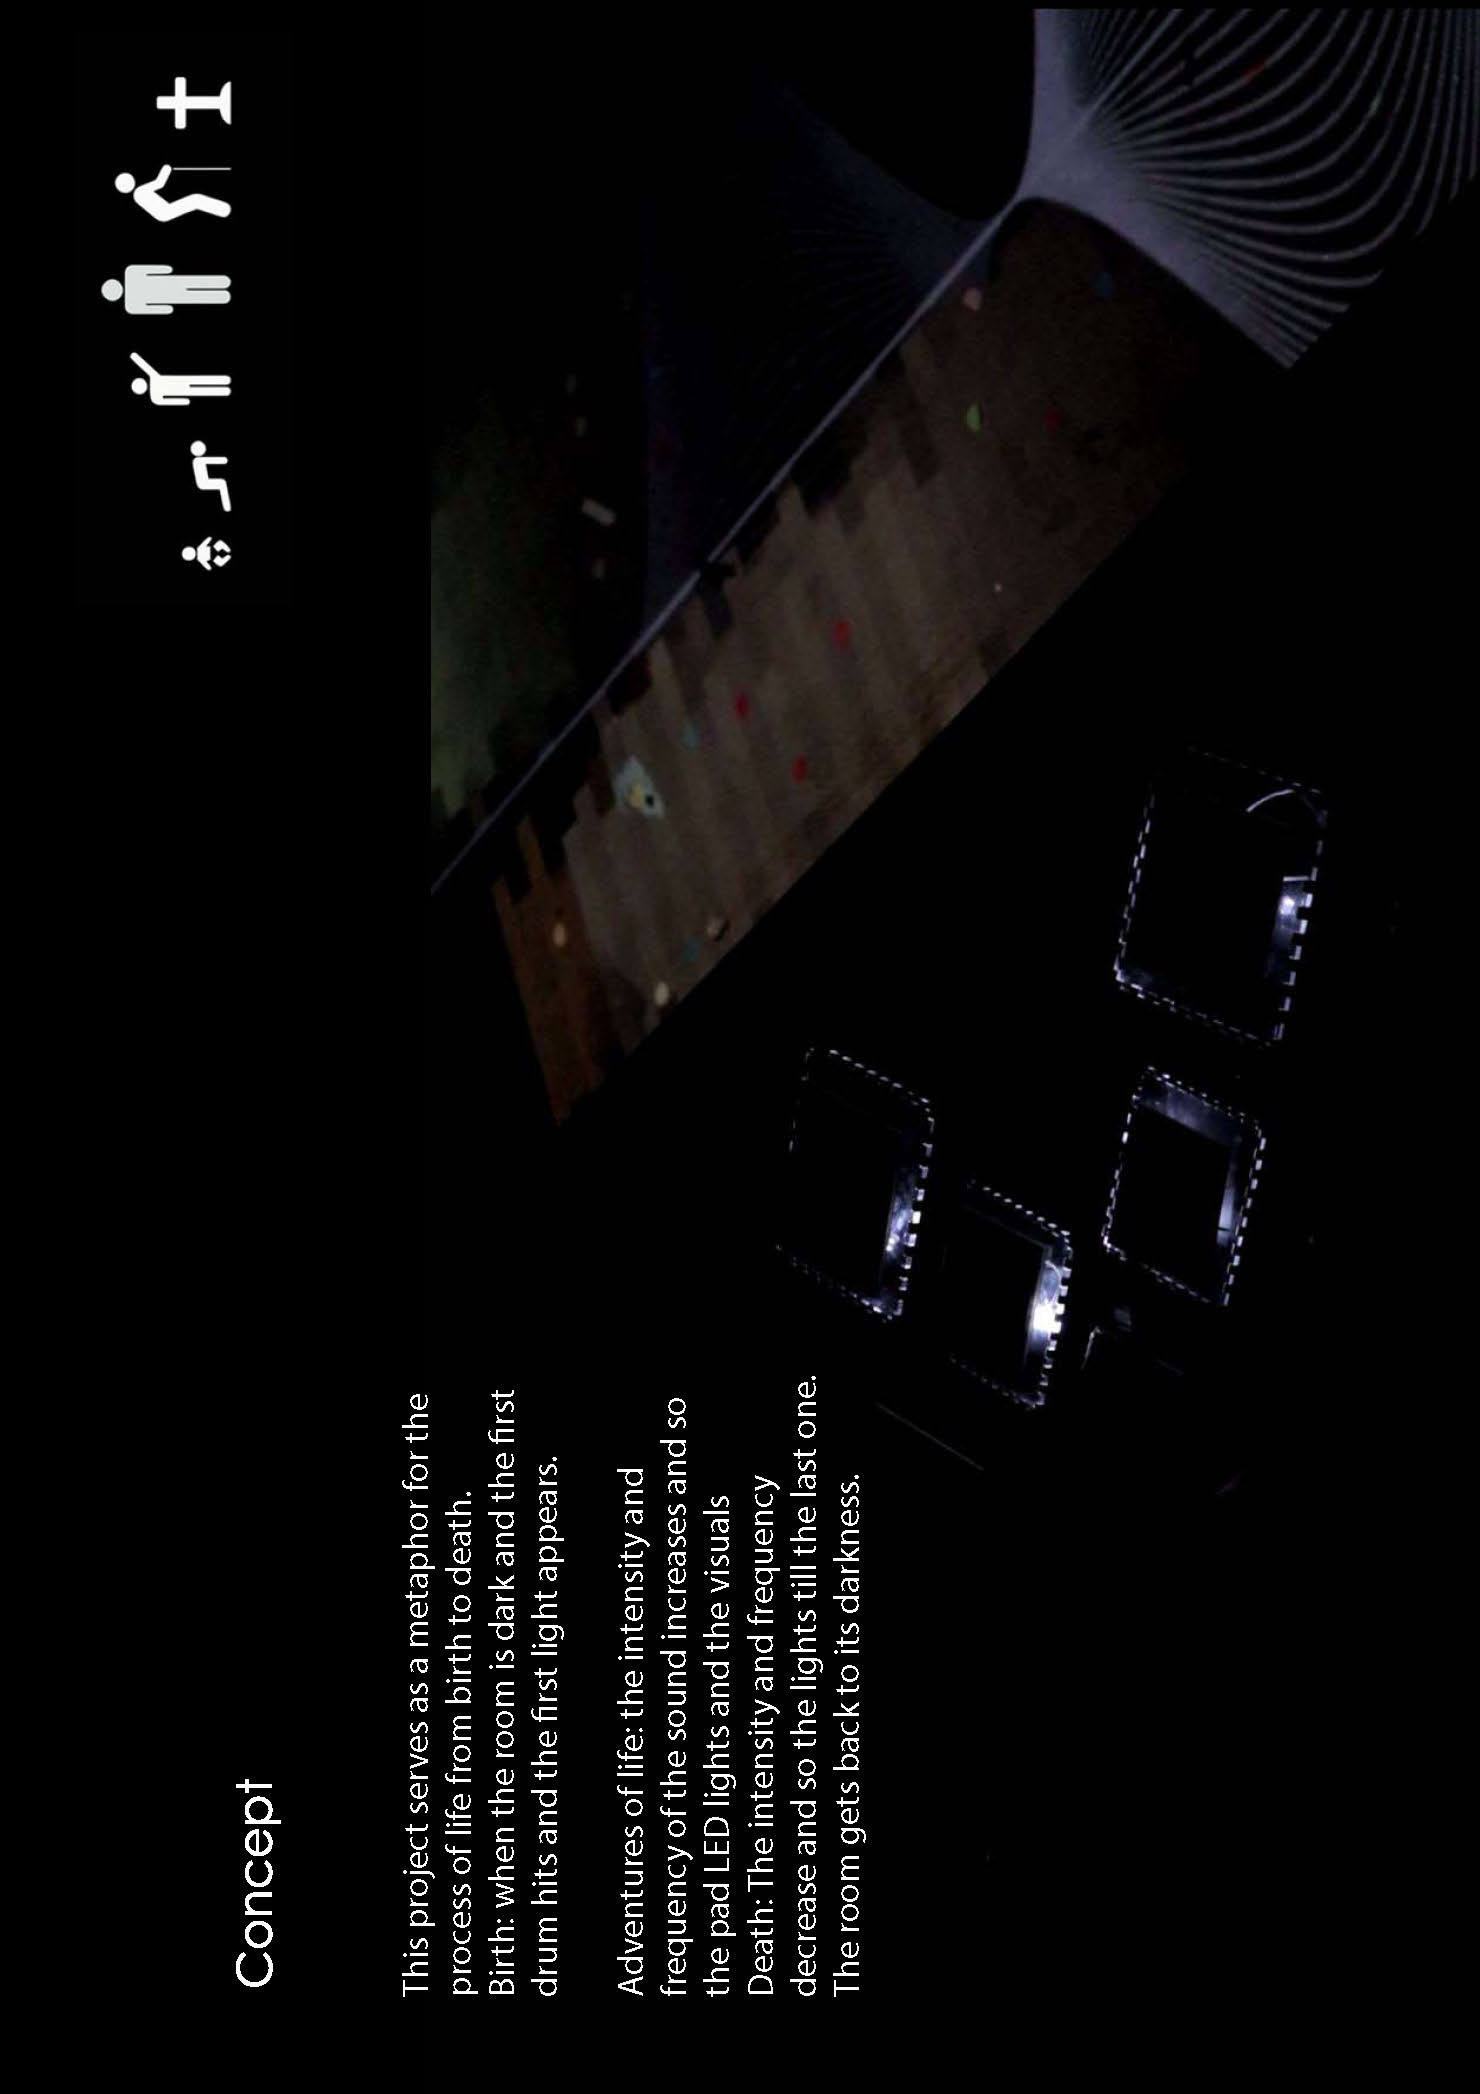 Concept
This project serves as a metaphor for the
process of life from birth to death.
Birth: when the room is dark and the first
drum hits and the first light appears.
Adventures of life: the intensity and
frequency of the sound increases and so
the pad LED lights and the visuals
Death: The intensity and frequency
decrease and so the lights till the last one.
The room gets back to its darkness.